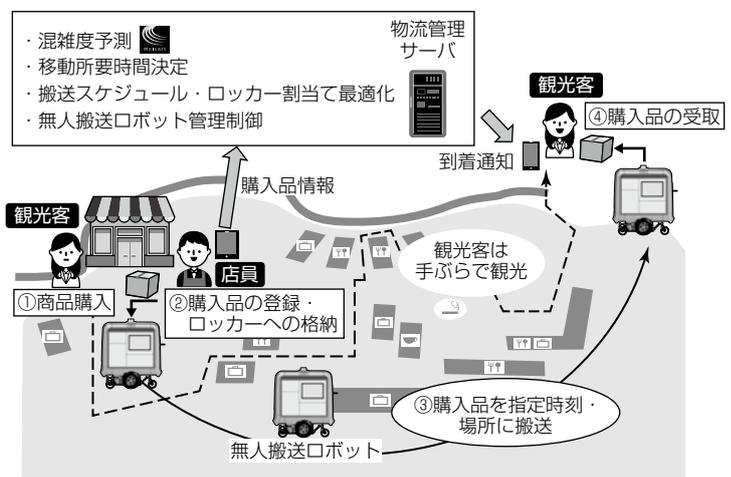 ・混雑度予測
・移動所要時間決定
・搬送スケジュール・ロッカー割当て最適化
・無人搬送ロボット管理制御
物流管理
サーバ
観光客
④購入品の受取
到着通知
購入品情報
観光客
店員
①商品購入
②購入品の登録・
ロッカーへの格納
観光客は
手ぶらで観光
③購入品を指定時刻・
場所に搬送
無人搬送ロボット